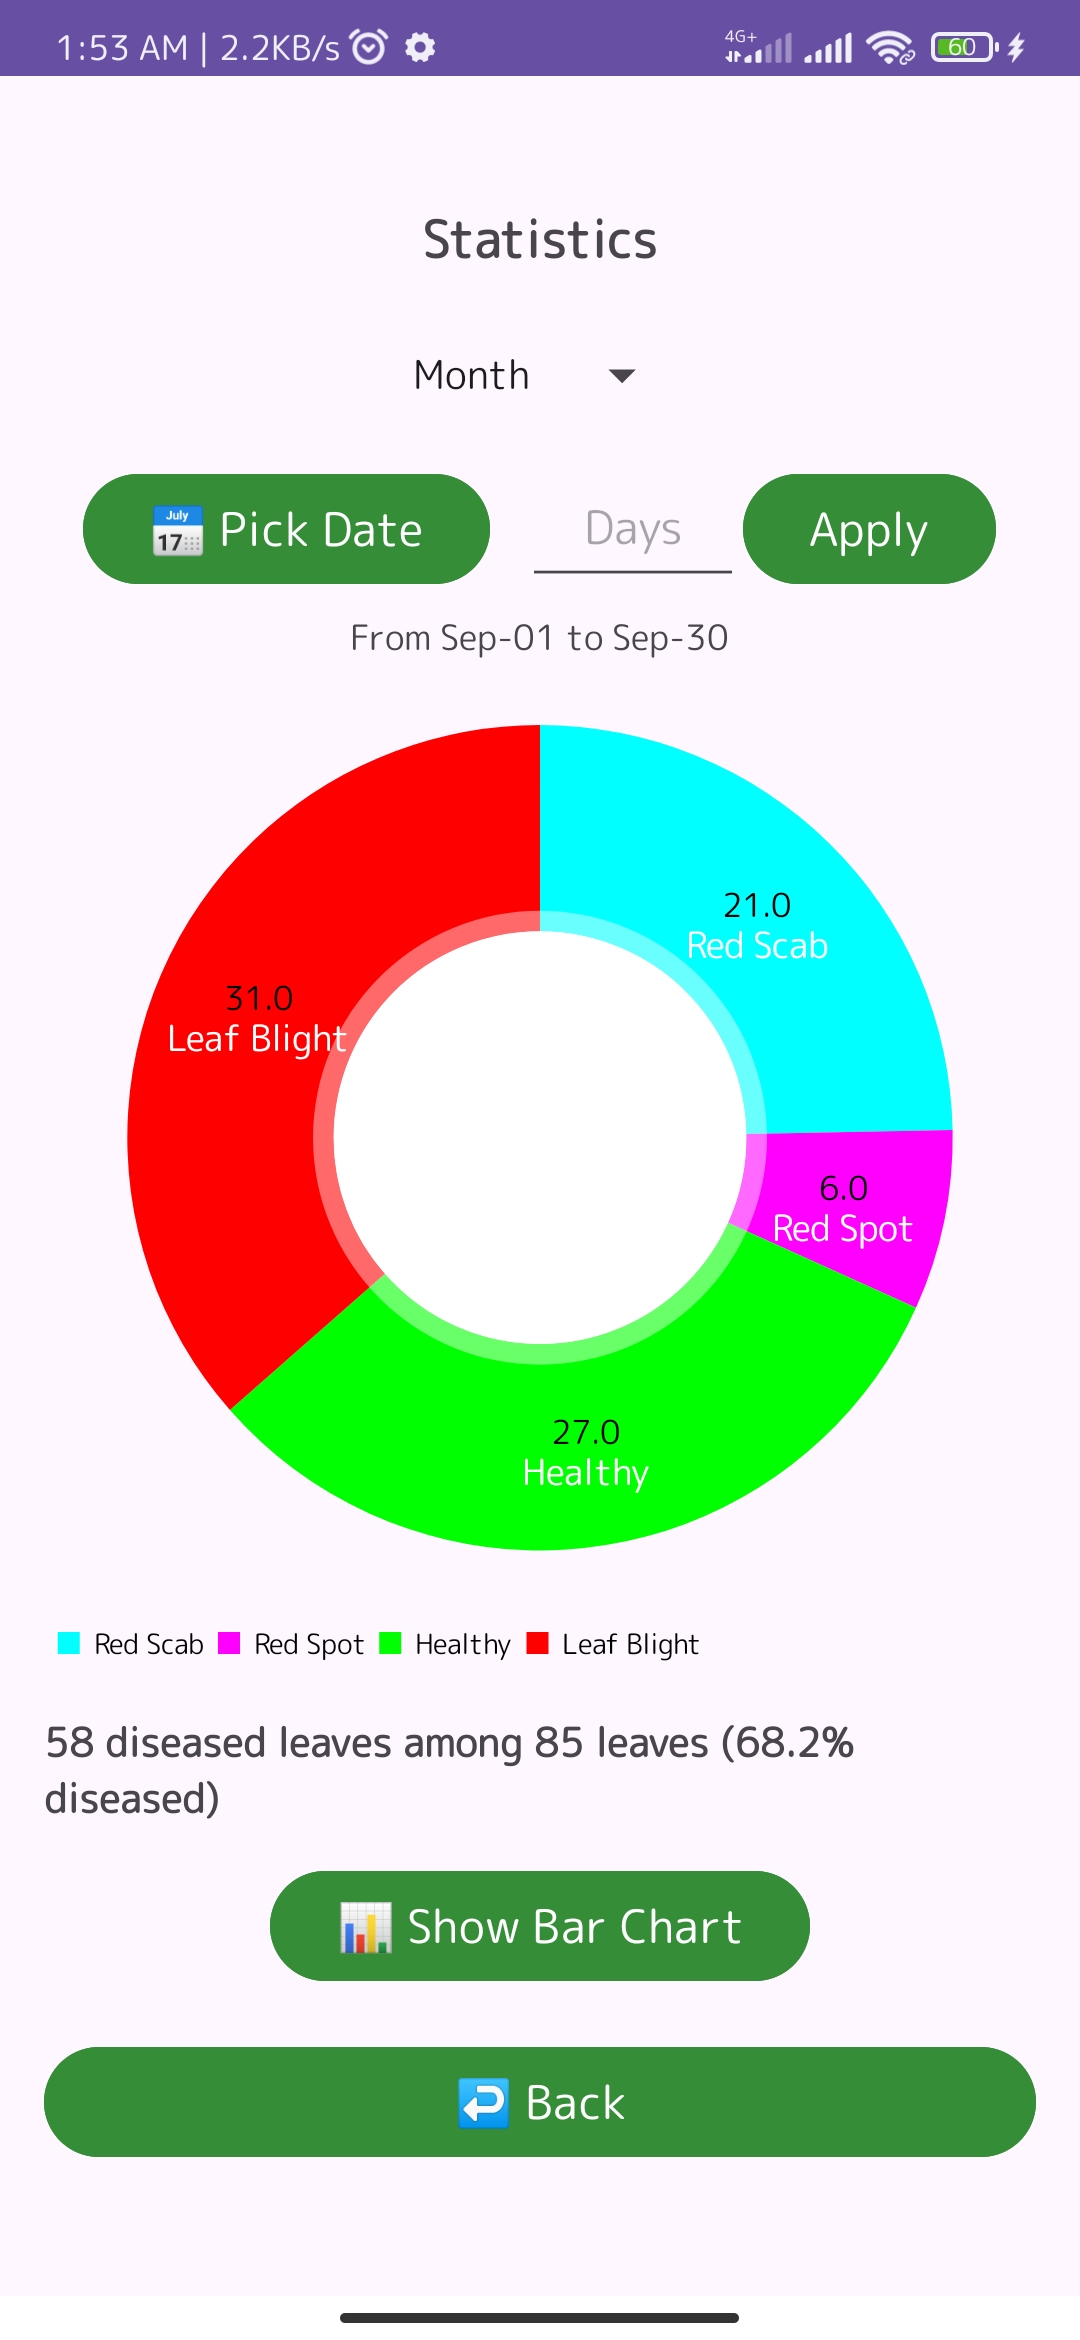 1:53 AM | 2.2KB/s 4G+ 60
Statistics
Month
July 17 Pick Date Days Apply
From Sep-01 to Sep-30
21.0
Red Scab
31.0
Leaf Blight
6.0
Red Spot
27.0
Healthy
Red Scab Red Spot Healthy Leaf Blight
58 diseased leaves among 85 leaves (68.2%
diseased)
Show Bar Chart
Back